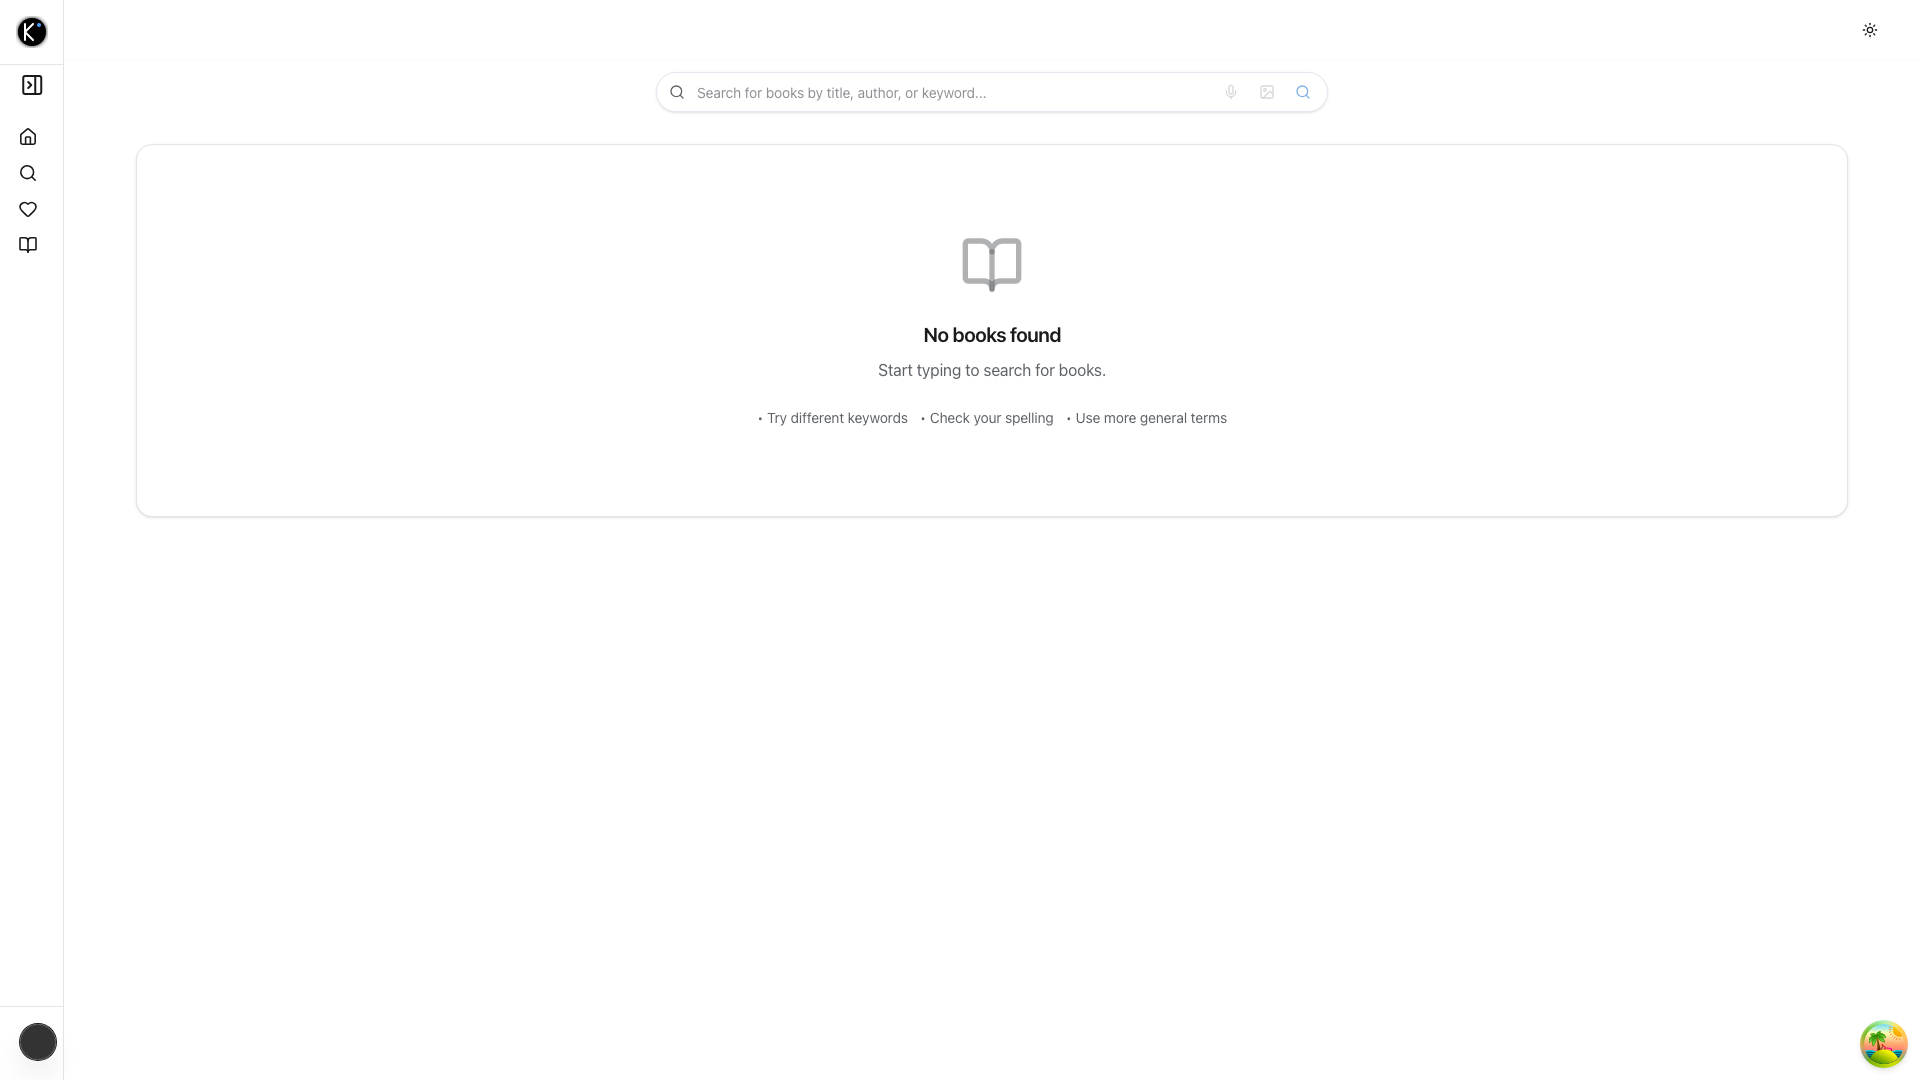 K
Search for books by title, author, or keyword...
No books found
Start typing to search for books.
• Try different keywords • Check your spelling • Use more general terms